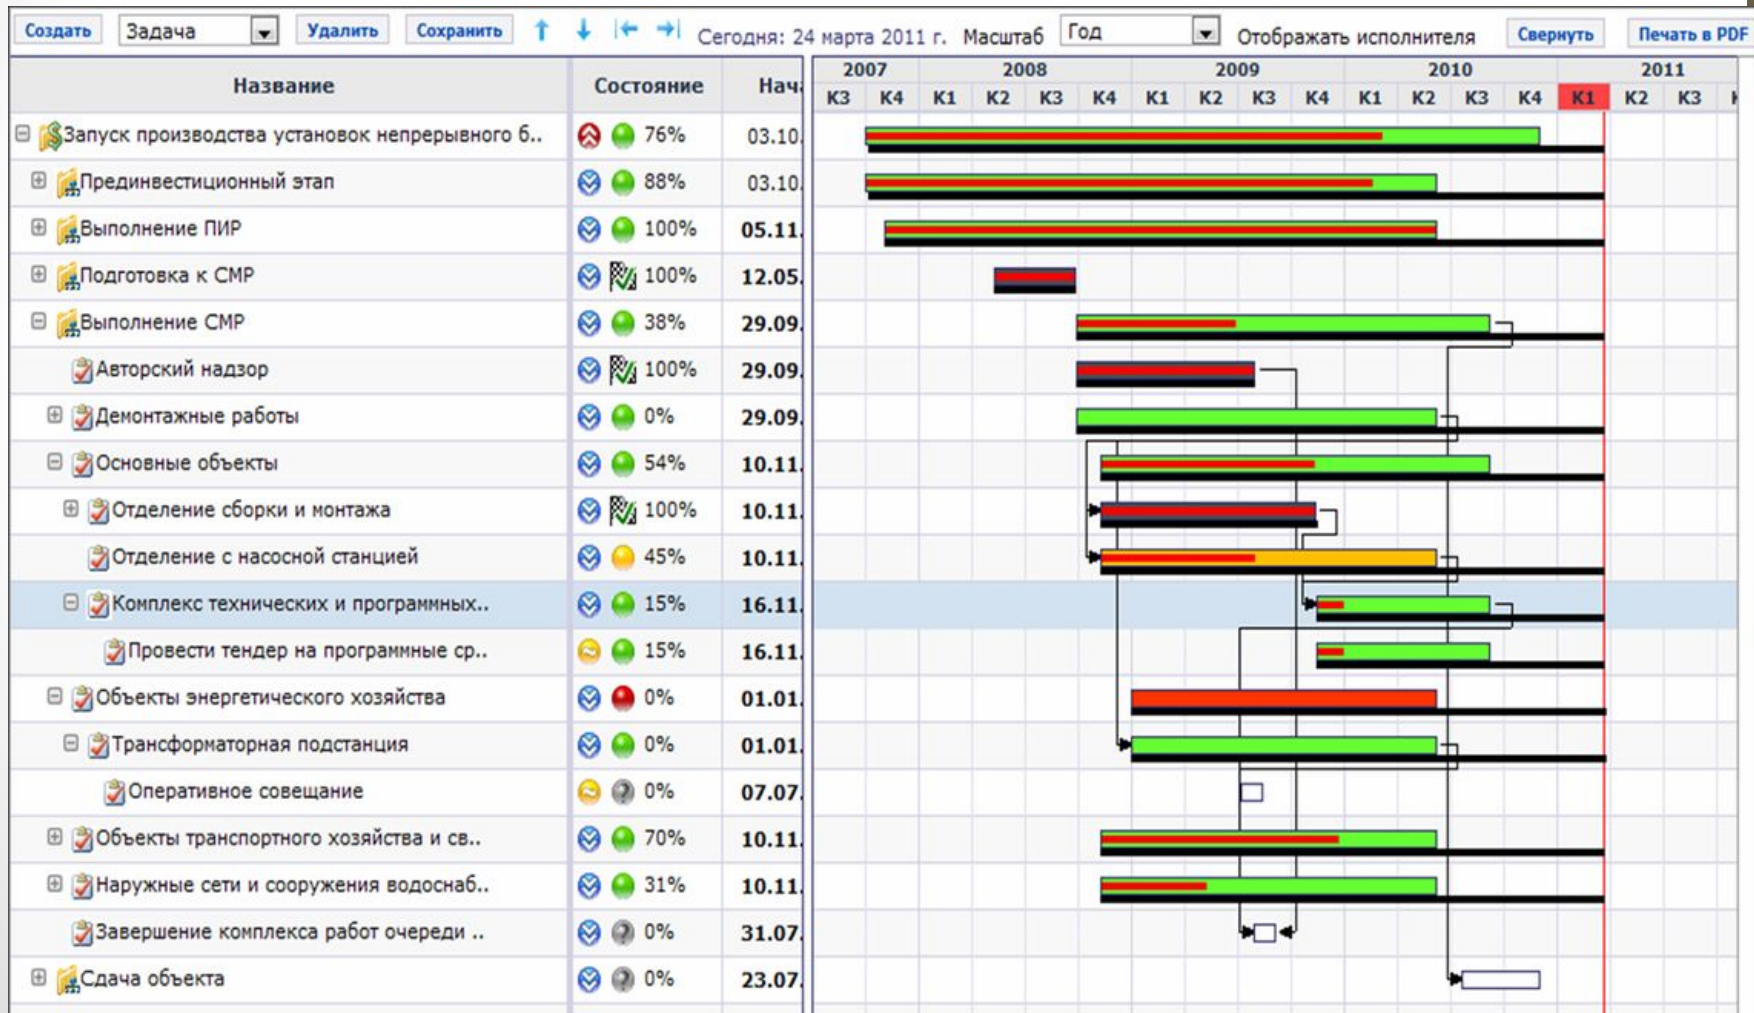 Создать Задача Удалить Сохранить Сегодня: 24 марта 2011 г. Масштаб Год Отображать исполнителя Свернуть Печать в PDF
Название Состояние Нача 2007 2008 2009 2010 2011
К3 К4 К1 К2 К3 К4 К1 К2 К3 К4 К1 К2 К3 К4 К1 К2 К3
Запуск производства установок непрерывного б.. 76% 03.10.
Прединвестиционный этап 88% 03.10.
Выполнение ПИР 100% 05.11.
Подготовка к СМР 100% 12.05.
Выполнение СМР 38% 29.09.
Авторский надзор 100% 29.09.
Демонтажные работы 0% 29.09.
Основные объекты 54% 10.11.
Отделение сборки и монтажа 100% 10.11.
Отделение с насосной станцией 45% 10.11.
Комплекс технических и программных.. 15% 16.11.
Провести тендер на программные ср.. 15% 16.11.
Объекты энергетического хозяйства 0% 01.01.
Трансформаторная подстанция 0% 01.01.
Оперативное совещание 0% 07.07.
Объекты транспортного хозяйства и св.. 70% 10.11.
Наружные сети и сооружения водоснаб.. 31% 10.11.
Завершение комплекса работ очереди .. 0% 31.07.
Сдача объекта 0% 23.07.